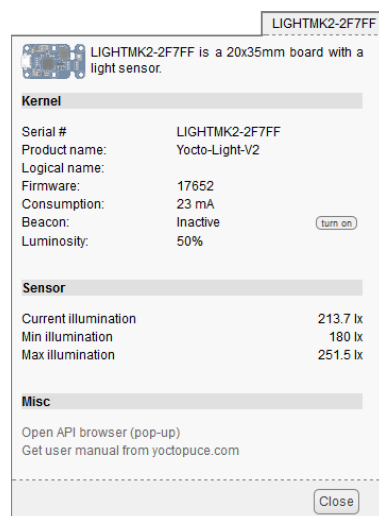 LIGHTMK2-2F7FF
LIGHTMK2-2F7FF is a 20x35mm board with a
light sensor.
Kernel
Serial # LIGHTMK2-2F7FF
Product name: Yocto-Light-V2
Logical name:
Firmware: 17652
Consumption: 23 mA
Beacon: Inactive turn on
Luminosity: 50%
Sensor
Current illumination 213.7 lx
Min illumination 180 lx
Max illumination 251.5 lx
Misc
Open API browser (pop-up)
Get user manual from yoctopuce.com
Close